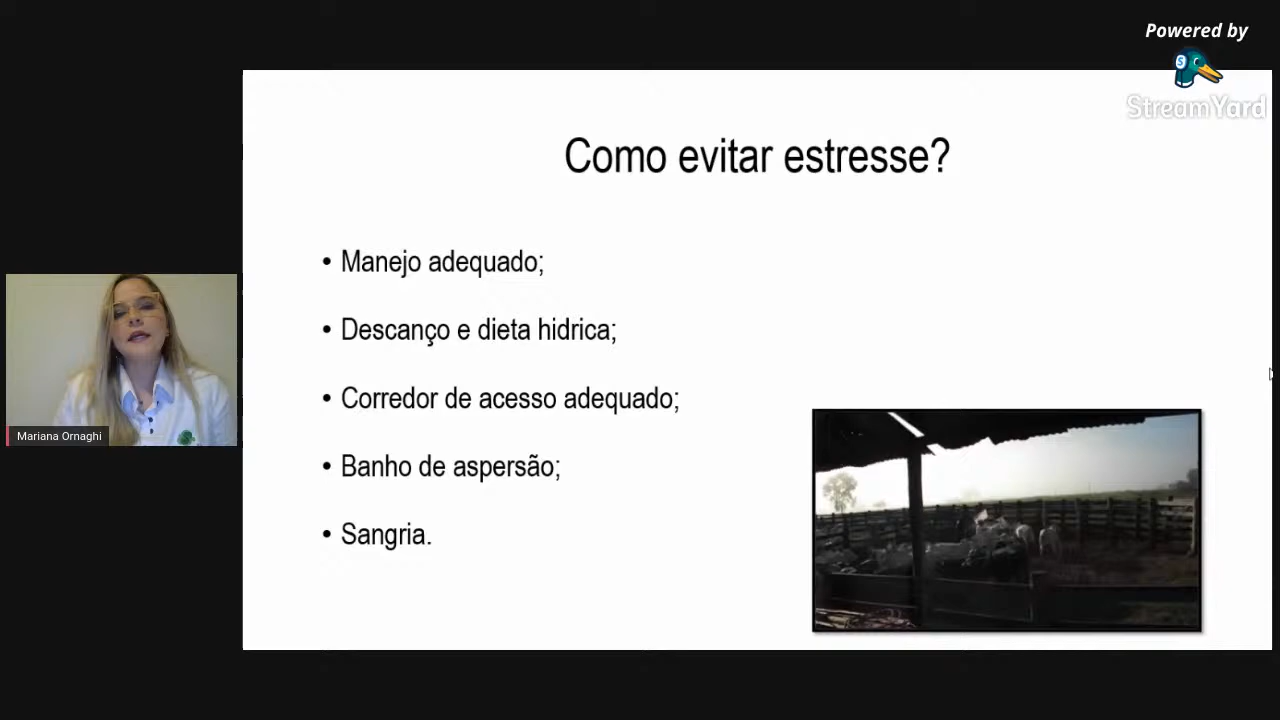 Powered by
StreamYard
Como evitar estresse?
• Manejo adequado;
• Descanço e dieta hidrica;
• Corredor de acesso adequado;
• Banho de aspersão;
• Sangria.
Mariana Ornaghi